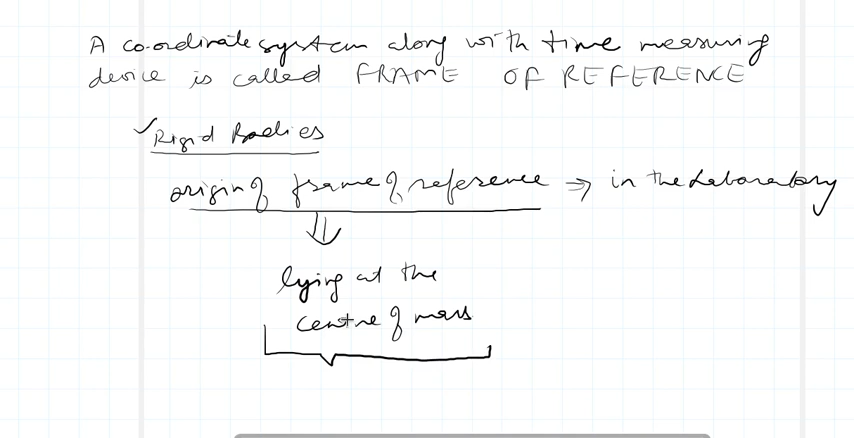 A co-ordinate system along with time measuring
device is called FRAME OF REFERENCE
✓Rigid Bodies
origin of frame of reference ⇒ in the Laboratory
⇓
lying at the
centre of mass